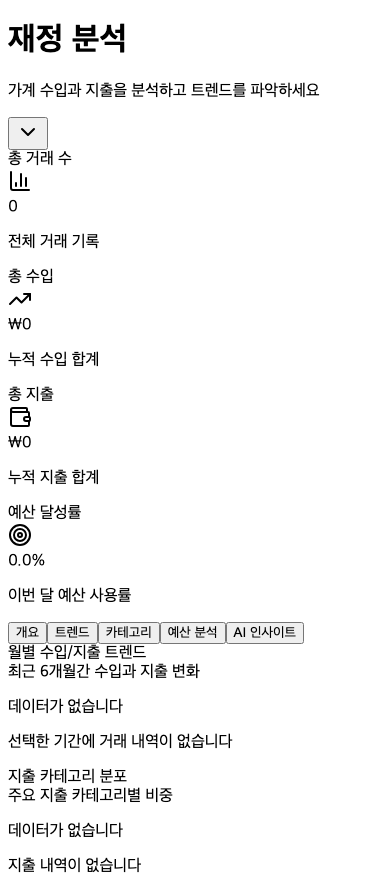 재정 분석
가계 수입과 지출을 분석하고 트렌드를 파악하세요
총 거래 수
0
전체 거래 기록
총 수입
₩0
누적 수입 합계
총 지출
₩0
누적 지출 합계
예산 달성률
0.0%
이번 달 예산 사용률
개요 트렌드 카테고리 예산 분석 AI 인사이트
월별 수입/지출 트렌드
최근 6개월간 수입과 지출 변화
데이터가 없습니다
선택한 기간에 거래 내역이 없습니다
지출 카테고리 분포
주요 지출 카테고리별 비중
데이터가 없습니다
지출 내역이 없습니다